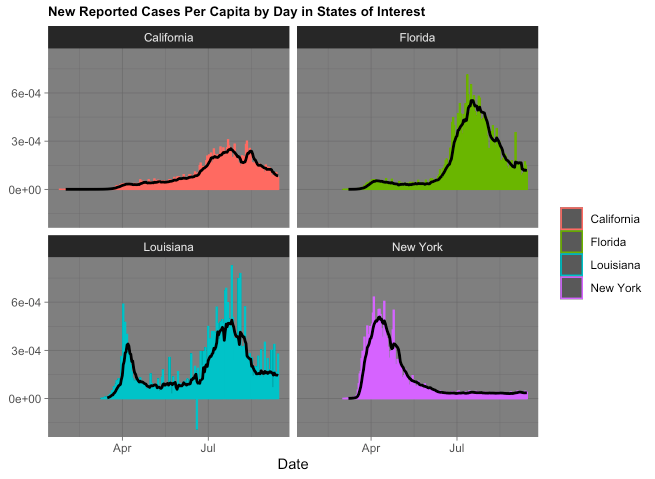 New Reported Cases Per Capita by Day in States of Interest
California
Florida
6e-04
3e-04
0e+00
Louisiana
New York
6e-04
3e-04
0e+00
Apr
Jul
Apr
Jul
Date
California
Florida
Louisiana
New York